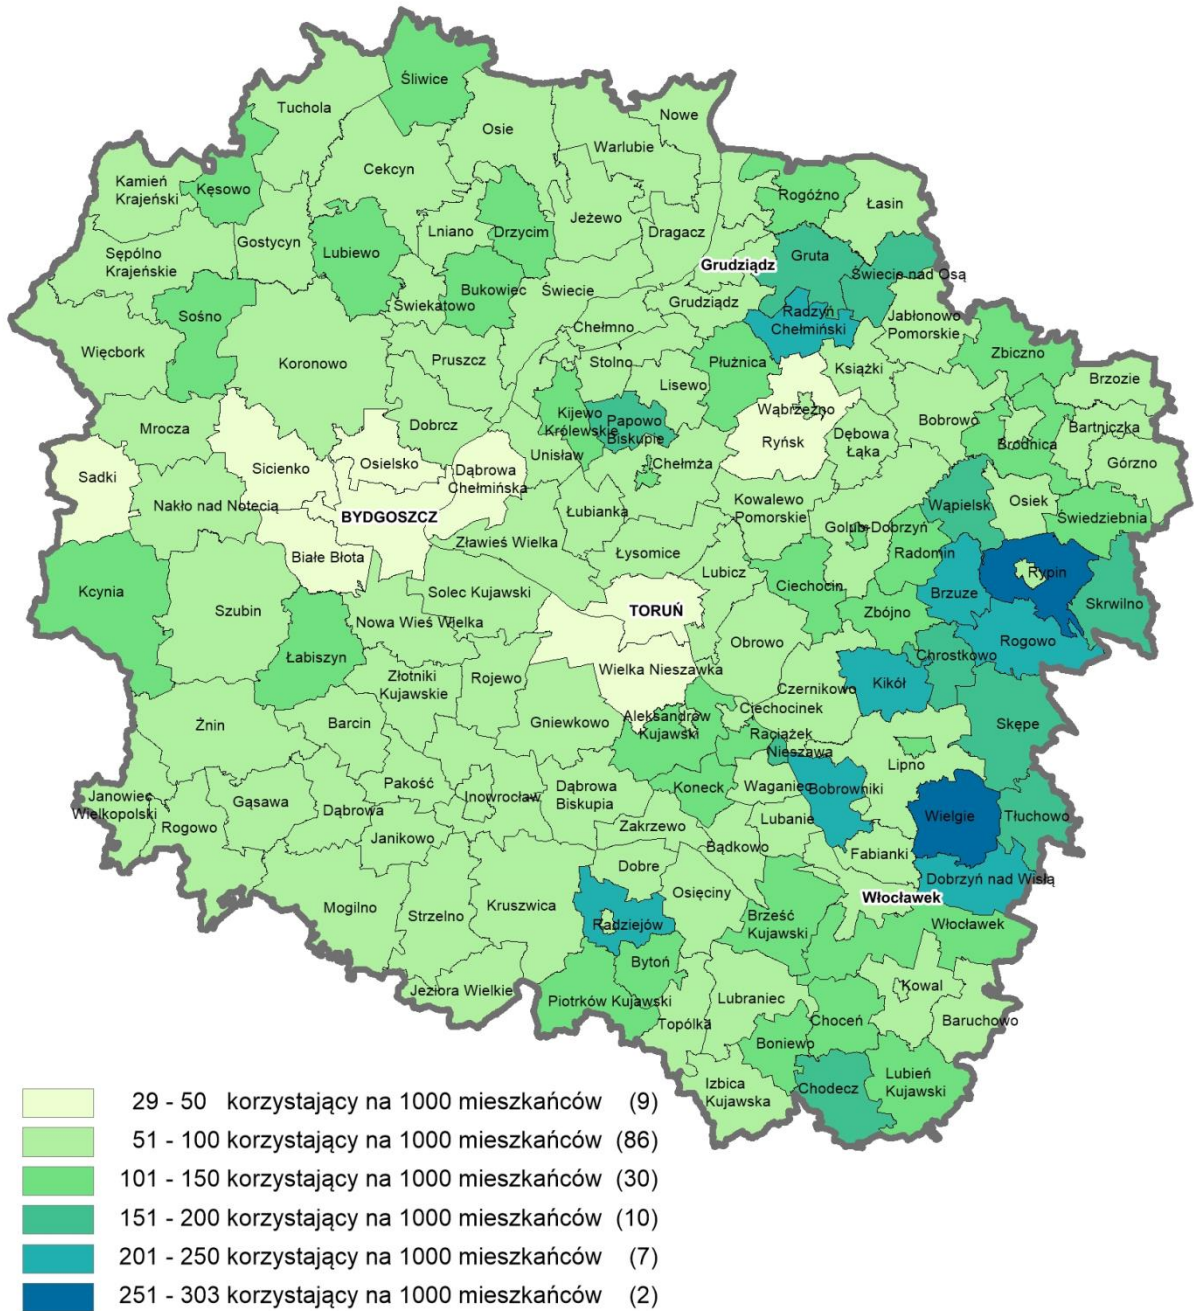 Śliwice
Tuchola
Nowe
Osie
Warlubie
Cekcyn
Kamień
Krajeński
Kęsowo
Rogóźno
Łasin
Jeżewo
Lniano
Drzycim
Dragacz
Gostycyn
Sępólno
Krajeńskie
Lubiewo
Gruta
Grudziądz
Świecie nad Osą
Bukowiec
Świecie
Świekatowo
Grudziądz
Sośno
Radzyń
Chełmiński
Jabłonowo
Pomorskie
Chełmno
Więcbork
Koronowo
Pruszcz
Stolno
Płużnica
Książki
Zbiczno
Lisewo
Brzozie
Wąbrzeźno
Kijewo
Królewskie
Papowo
Biskupie
Mrocza
Dobrcz
Bobrowo
Bartniczka
Brodnica
Ryńsk
Dębowa
Łąka
Unisław
Sicienko
Osielsko
Dąbrowa
Chełmińska
Chełmża
Górzno
Sadki
Nakło nad Notecią
Kowalewo
Pomorskie
Wąpielsk
Osiek
Łubianka
BYDGOSZCZ
Świedziebnia
Golub-Dobrzyń
Zławieś Wielka
Łysomice
Radomin
Białe Błota
Lubicz
Rypin
Kcynia
Solec Kujawski
Ciechocin
Brzuze
Skrwilno
Szubin
TORUŃ
Nowa Wieś Wielka
Zbójno
Obrowo
Rogowo
Łabiszyn
Chrostkowo
Złotniki
Kujawskie
Rojewo
Wielka Nieszawka
Kikół
Czernikowo
Ciechocinek
Żnin
Barcin
Gniewkowo
Aleksandrów
Kujawski
Skępe
Raciążek
Nieszawa
Lipno
Pakość
Dąbrowa
Biskupia
Koneck
Waganiec
Bobrowniki
Janowiec
Wielkopolski
Gąsawa
Inowrocław
Dąbrowa
Wielgie
Tłuchowo
Lubanie
Rogowo
Zakrzewo
Janikowo
Bądkowo
Fabianki
Dobre
Dobrzyń nad Wisłą
Osięciny
Włocławek
Mogilno
Strzelno
Kruszwica
Radziejów
Brześć
Kujawski
Włocławek
Bytoń
Kowal
Jeziora Wielkie
Piotrków Kujawski
Lubraniec
Topólka
Choceń
Baruchowo
Boniewo
Izbica
Kujawska
Chodecz
Lubień
Kujawski
29 - 50 korzystający na 1000 mieszkańców (9)
51 - 100 korzystający na 1000 mieszkańców (86)
101 - 150 korzystający na 1000 mieszkańców (30)
151 - 200 korzystający na 1000 mieszkańców (10)
201 - 250 korzystający na 1000 mieszkańców (7)
251 - 303 korzystający na 1000 mieszkańców (2)